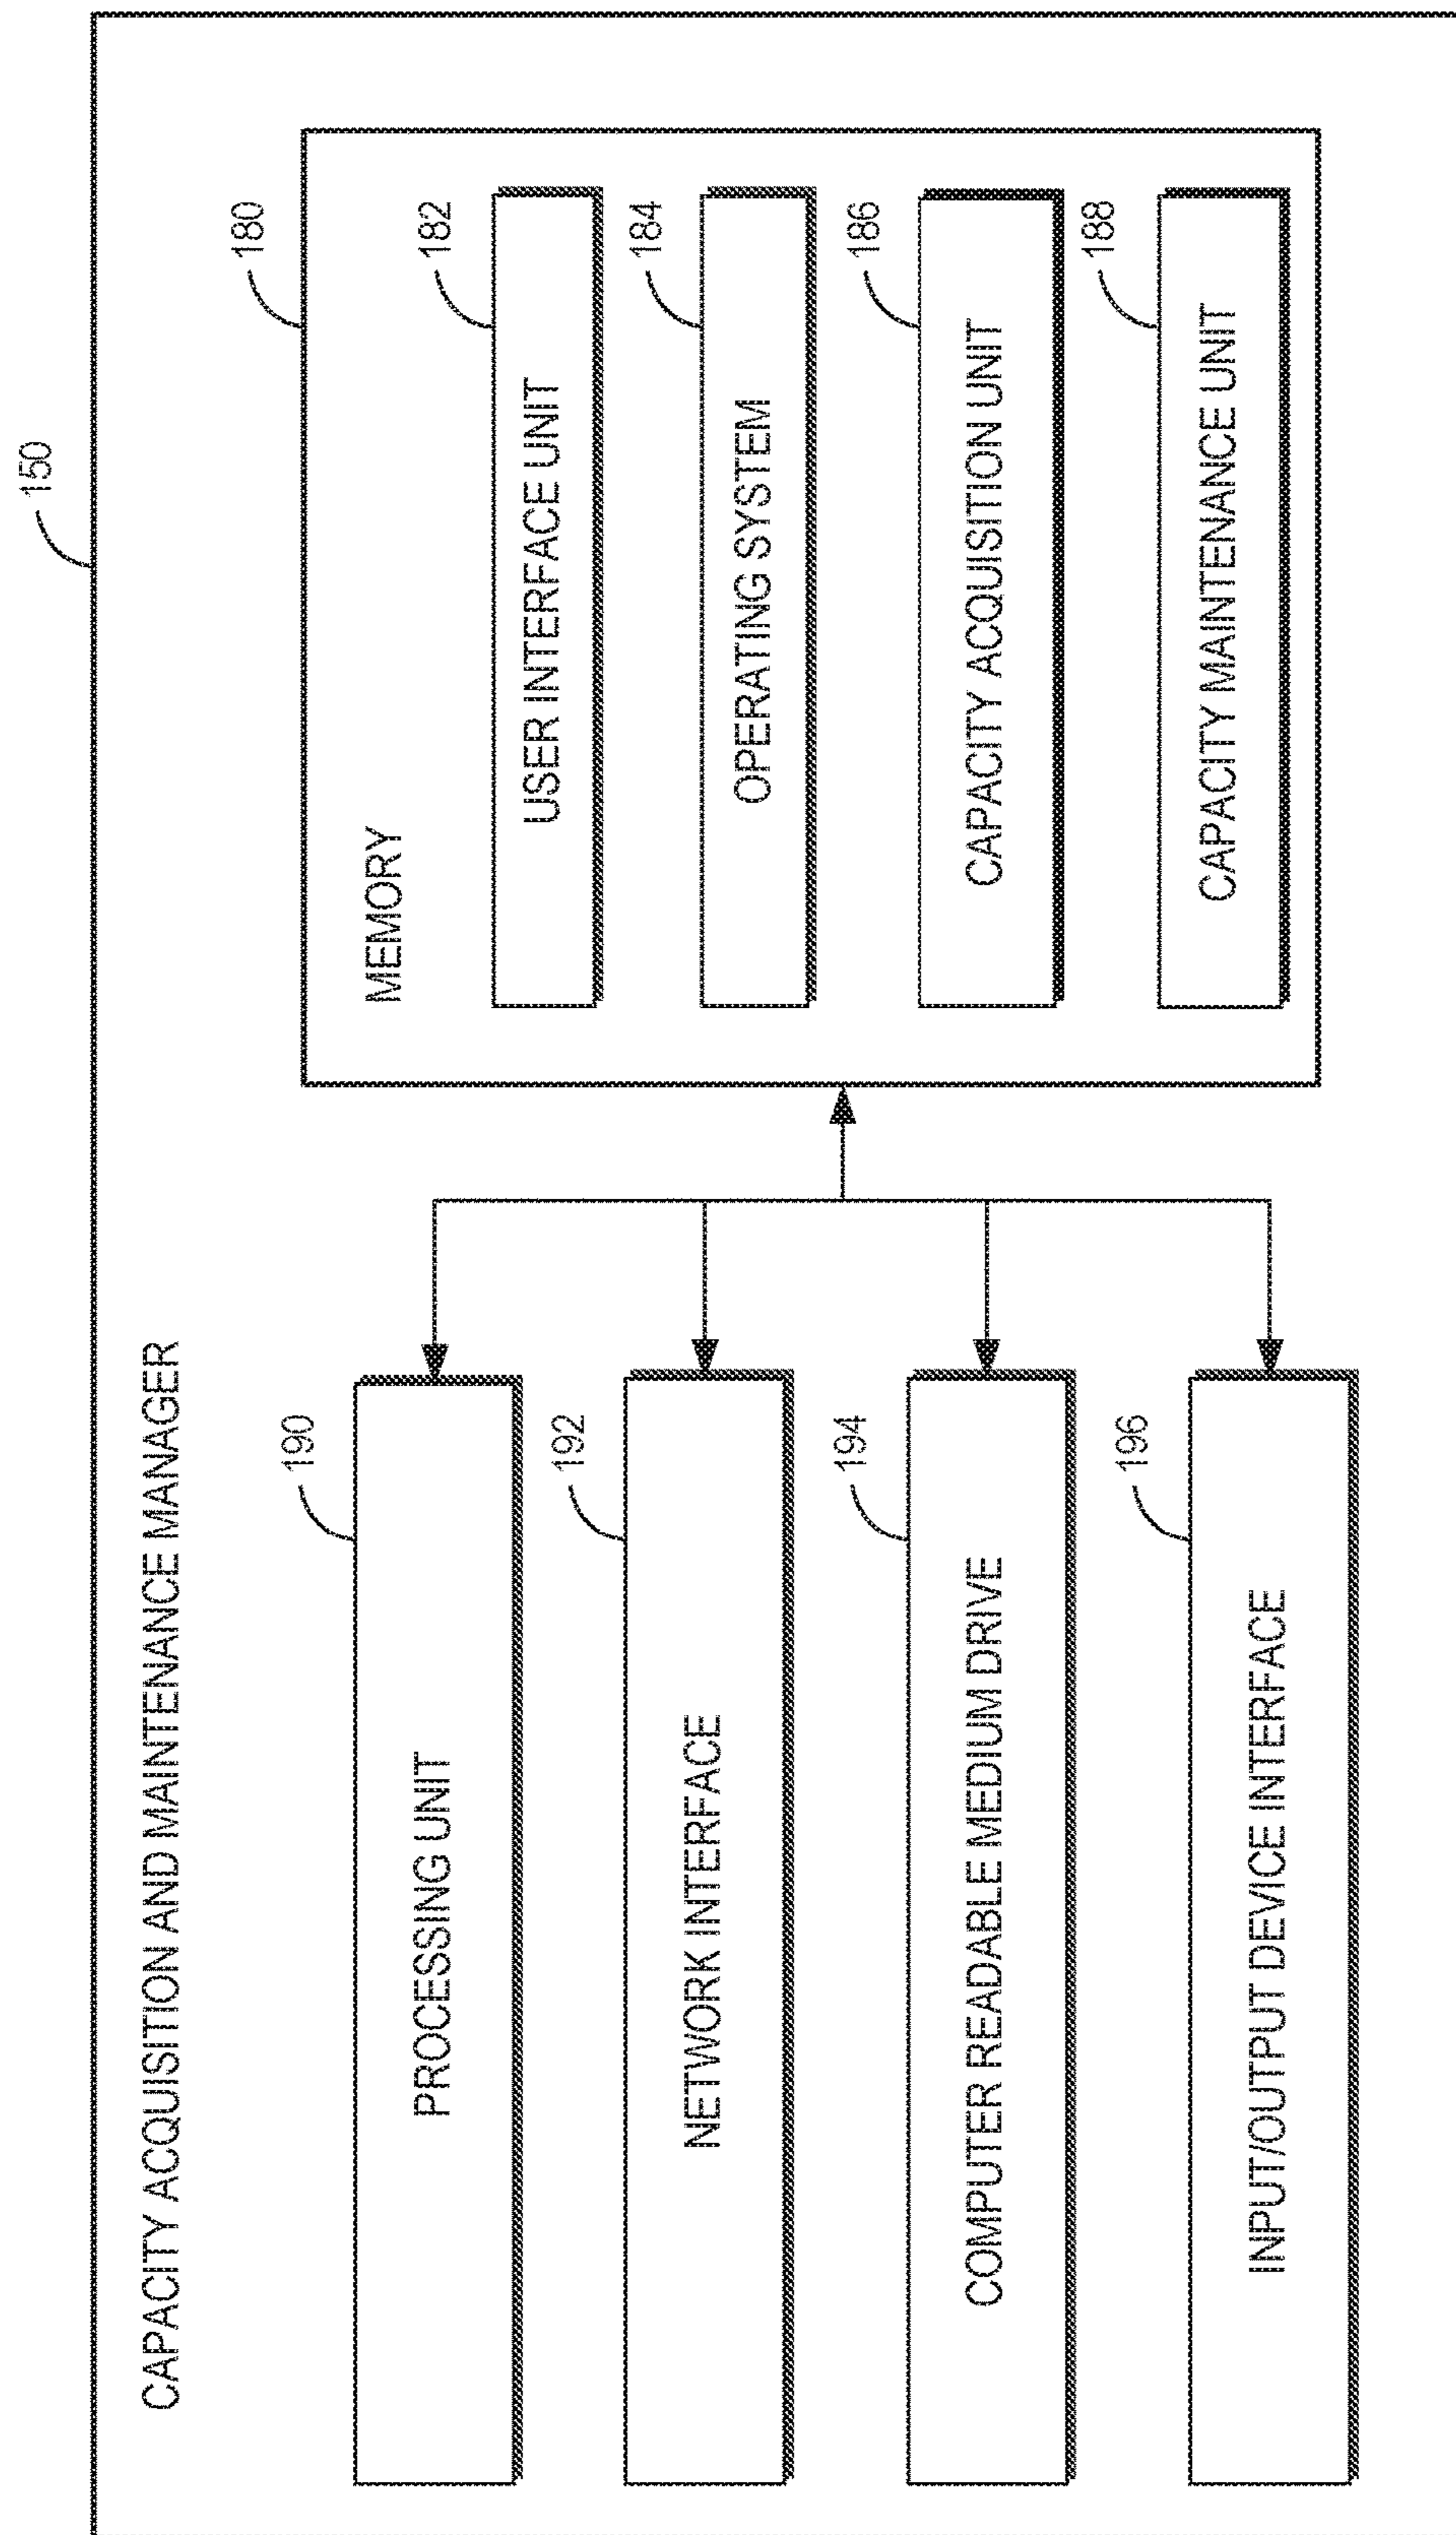 150
CAPACITY ACQUISITION AND MAINTENANCE MANAGER
190
PROCESSING UNIT
192
NETWORK INTERFACE
194
COMPUTER READABLE MEDIUM DRIVE
196
INPUT/OUTPUT DEVICE INTERFACE
180
MEMORY
182
USER INTERFACE UNIT
184
OPERATING SYSTEM
186
CAPACITY ACQUISITION UNIT
188
CAPACITY MAINTENANCE UNIT